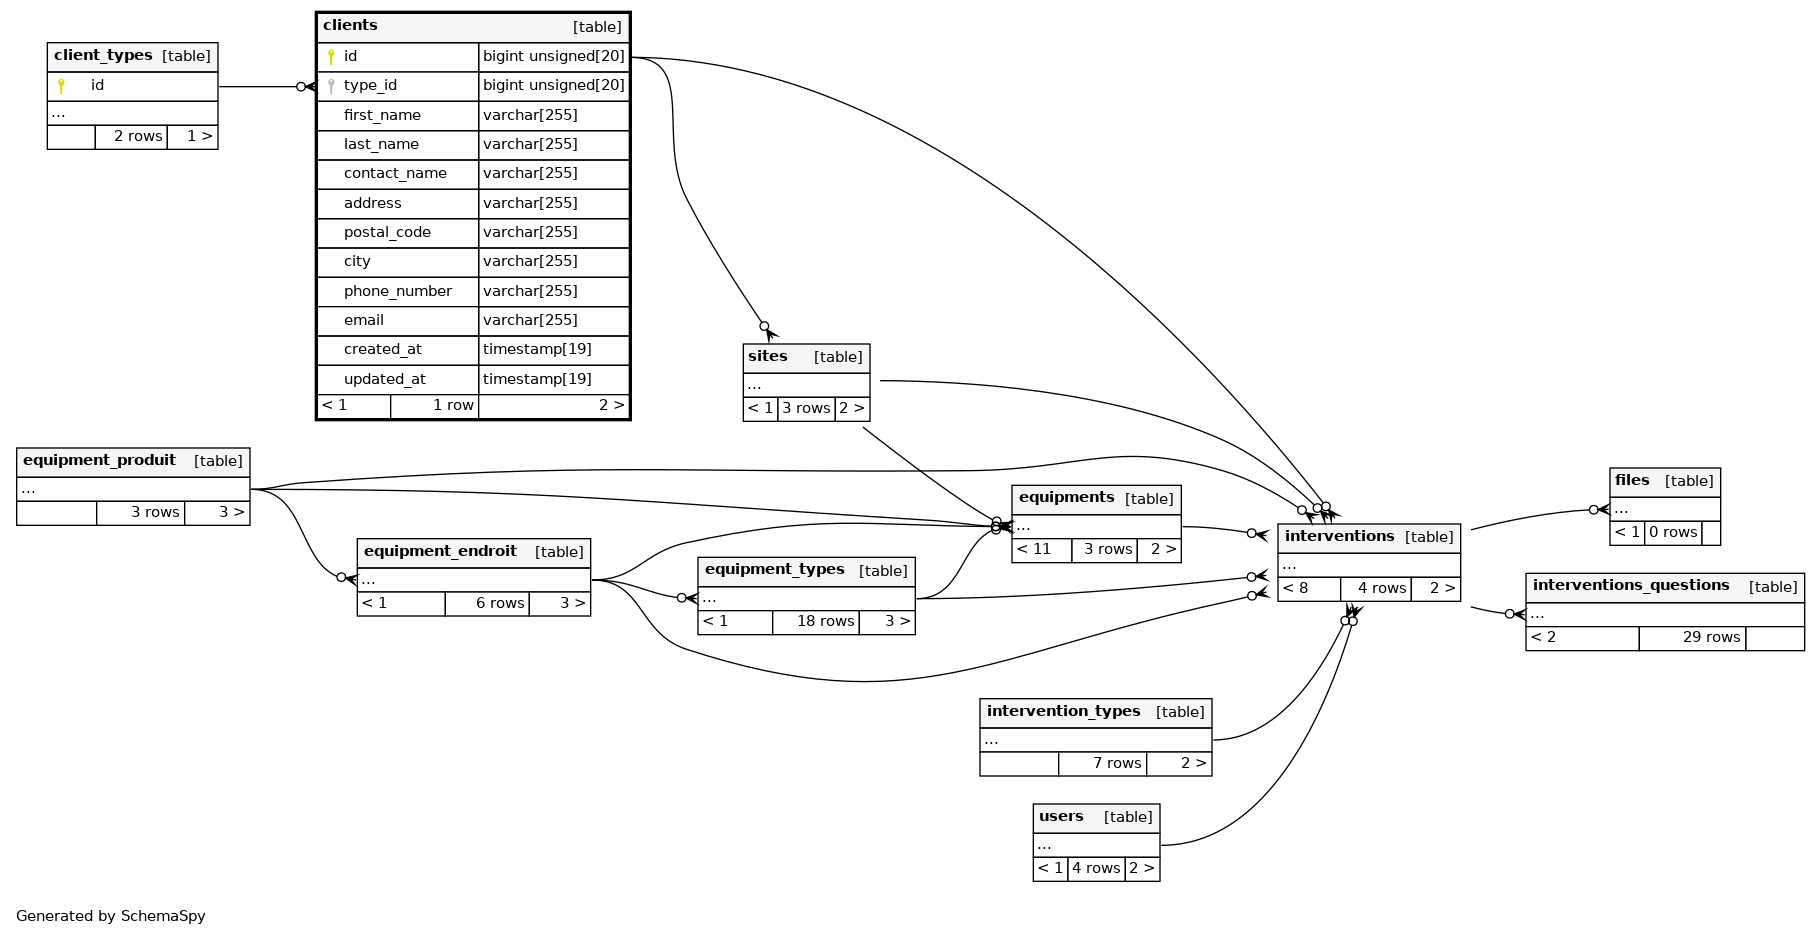 client_types [table]
id
...
2 rows 1 >
clients [table]
id bigint unsigned[20]
type_id bigint unsigned[20]
first_name varchar[255]
last_name varchar[255]
contact_name varchar[255]
address varchar[255]
postal_code varchar[255]
city varchar[255]
phone_number varchar[255]
email varchar[255]
created_at timestamp[19]
updated_at timestamp[19]
< 1 1 row 2 >
sites [table]
...
< 1 3 rows 2 >
equipment_produit [table]
...
3 rows 3 >
equipment_endroit [table]
...
< 1 6 rows 3 >
equipment_types [table]
...
< 1 18 rows 3 >
equipments [table]
...
< 11 3 rows 2 >
interventions [table]
...
< 8 4 rows 2 >
files [table]
...
< 1 0 rows
interventions_questions [table]
...
< 2 29 rows
intervention_types [table]
...
7 rows 2 >
users [table]
...
< 1 4 rows 2 >
Generated by SchemaSpy